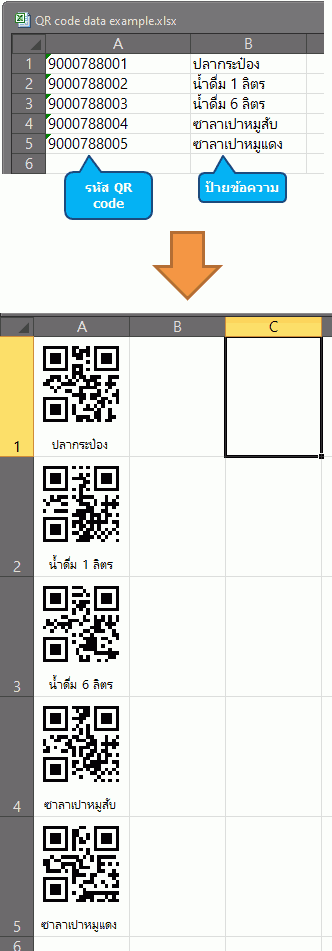 QR code data example.xlsx
A B
1 9000788001 ปลากระป๋อง
2 9000788002 น้ำดื่ม 1 ลิตร
3 9000788003 น้ำดื่ม 6 ลิตร
4 9000788004 ซาลาเปาหมูสับ
5 9000788005 ซาลาเปาหมูแดง
6
รหัส QR
code
ป้ายข้อความ
A B C
1 ปลากระป๋อง
2 น้ำดื่ม 1 ลิตร
3 น้ำดื่ม 6 ลิตร
4 ซาลาเปาหมูสับ
5 ซาลาเปาหมูแดง
6